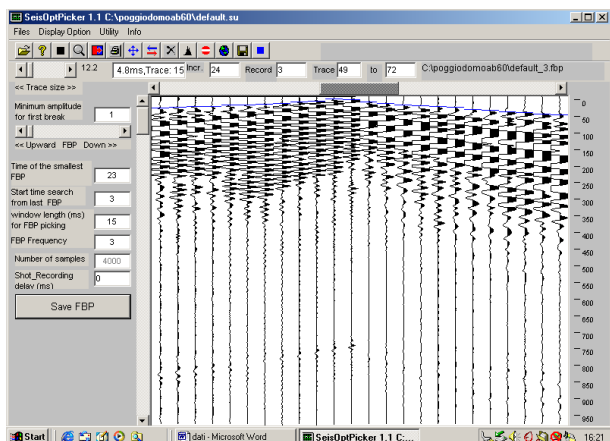 SeisOptPicker 1.1 C:\poggiodomoab60\default.su
Files Display Option Utility Info
12.2 4.8ms,Trace: 15 Incr. 24 Record 3 Trace 49 to 72 C:\poggiodomoab60\default_3.fbp
<< Trace size >>
Minimum amplitude
for first break 1
<< Upward FBP Down >>
Time of the smallest
FBP 23
Start time search
from last FBP 3
window length (ms)
for FBP picking 15
FBP Frequency 3
Number of samples 4000
Shot_Recording
delay (ms) 0
Save FBP
0
50
100
150
200
250
300
350
400
450
500
550
600
650
700
750
800
850
900
950
Start dati - Microsoft Word SeisOptPicker 1.1 C:... 16.21